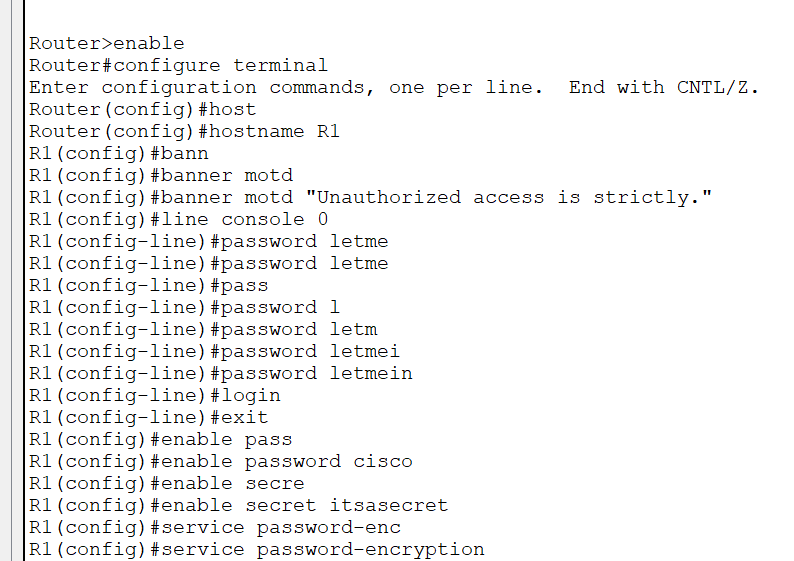 Router>enable
Router#configure terminal
Enter configuration commands, one per line.  End with CNTL/Z.
Router(config)#host
Router(config)#hostname R1
R1(config)#bann
R1(config)#banner motd
R1(config)#banner motd "Unauthorized access is strictly."
R1(config)#line console 0
R1(config-line)#password letme
R1(config-line)#password letme
R1(config-line)#pass
R1(config-line)#password l
R1(config-line)#password letm
R1(config-line)#password letmei
R1(config-line)#password letmein
R1(config-line)#login
R1(config-line)#exit
R1(config)#enable pass
R1(config)#enable password cisco
R1(config)#enable secre
R1(config)#enable secret itsasecret
R1(config)#service password-enc
R1(config)#service password-encryption